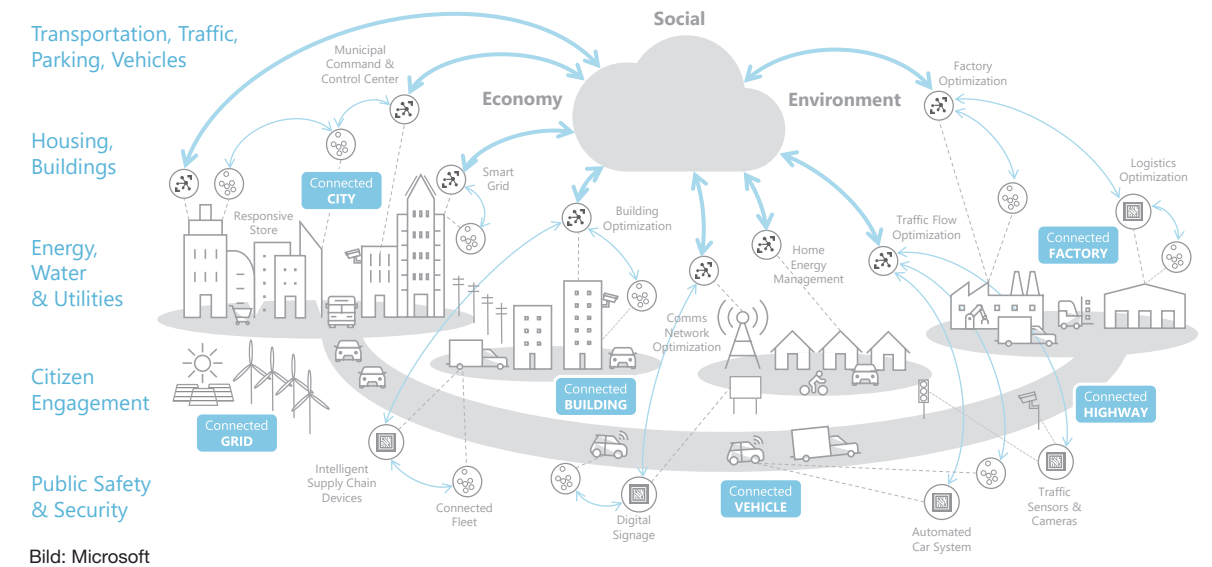 Transportation, Traffic,
Parking, Vehicles
Housing,
Buildings
Energy,
Water
& Utilities
Citizen
Engagement
Public Safety
& Security
Social
Economy
Environment
Municipal
Command &
Control Center
Connected
CITY
Responsive
Store
Smart
Grid
Building
Optimization
Comms
Network
Optimization
Home
Energy
Management
Traffic Flow
Optimization
Factory
Optimization
Logistics
Optimization
Connected
FACTORY
Connected
GRID
Connected
BUILDING
Connected
HIGHWAY
Connected
VEHICLE
Intelligent
Supply Chain
Devices
Connected
Fleet
Digital
Signage
Automated
Car System
Traffic
Sensors &
Cameras
Bild: Microsoft